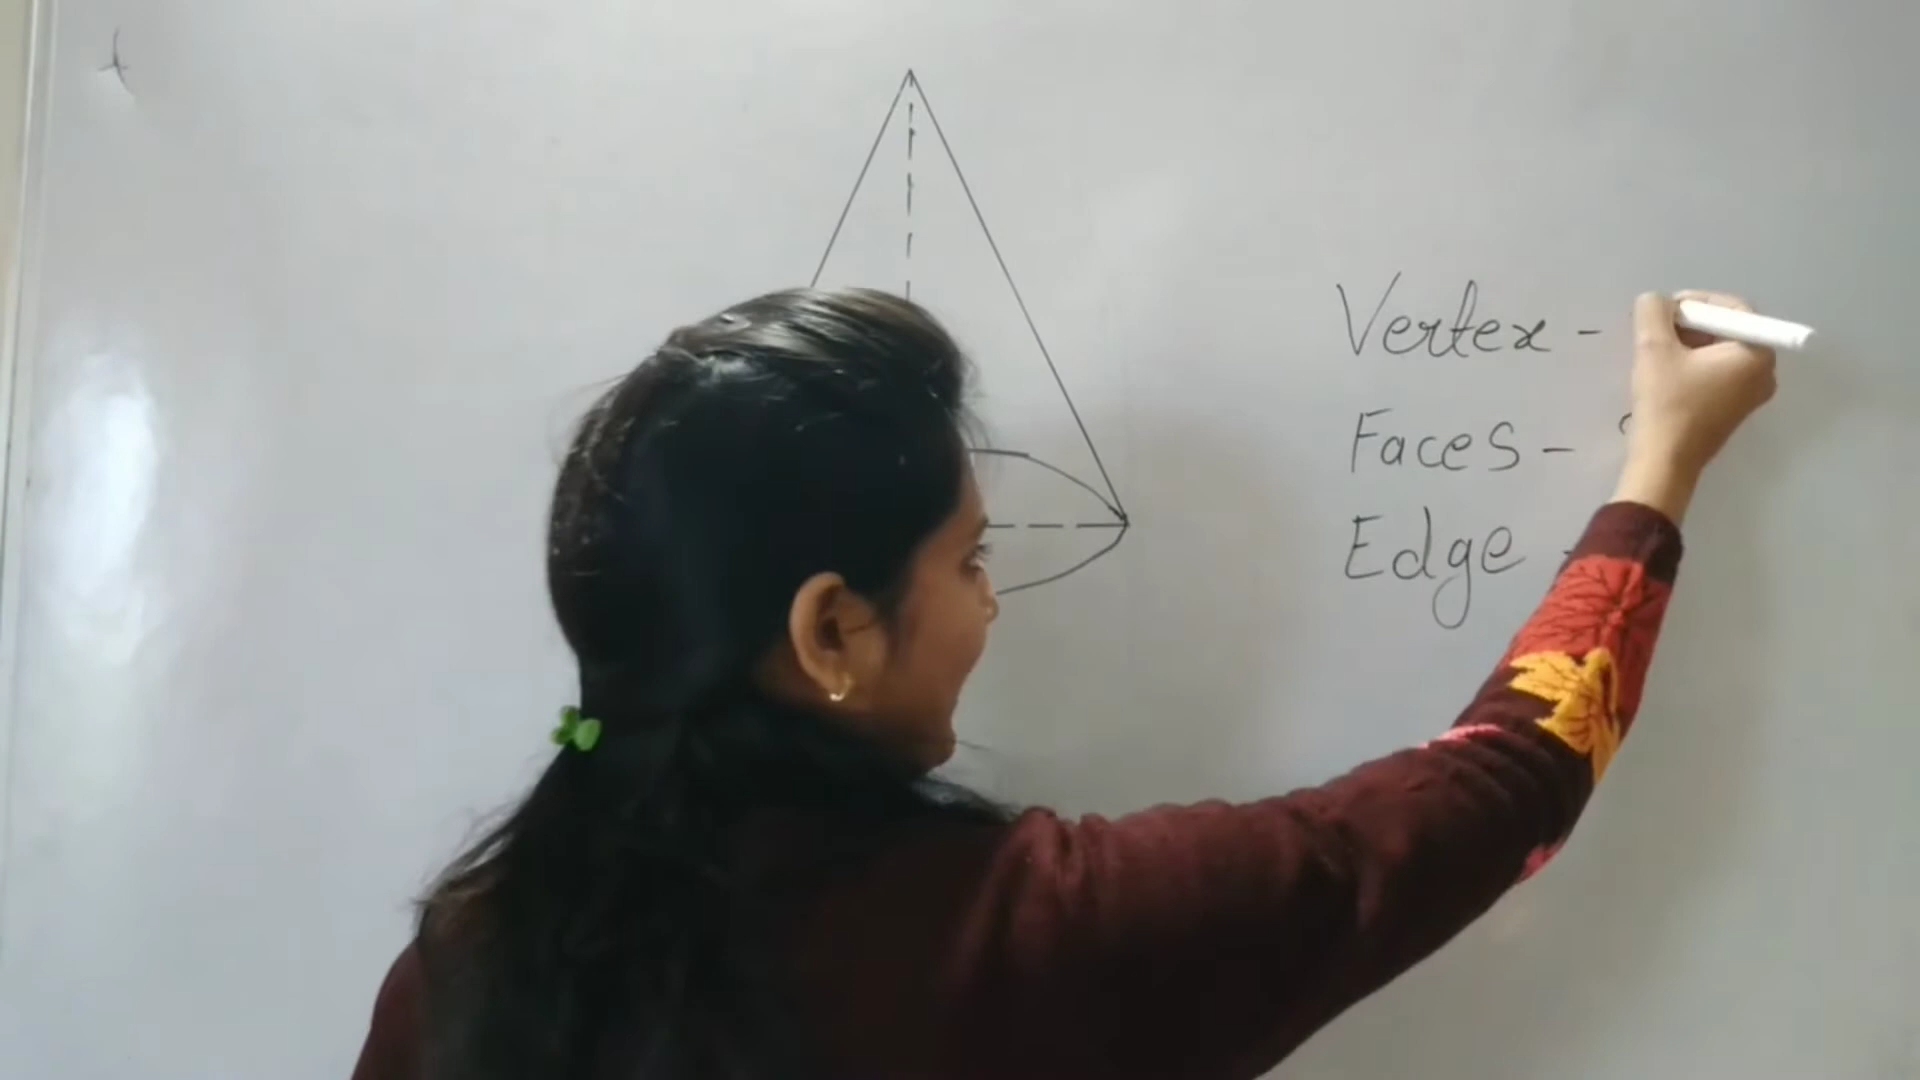 Vertex -
Faces -
Edge -